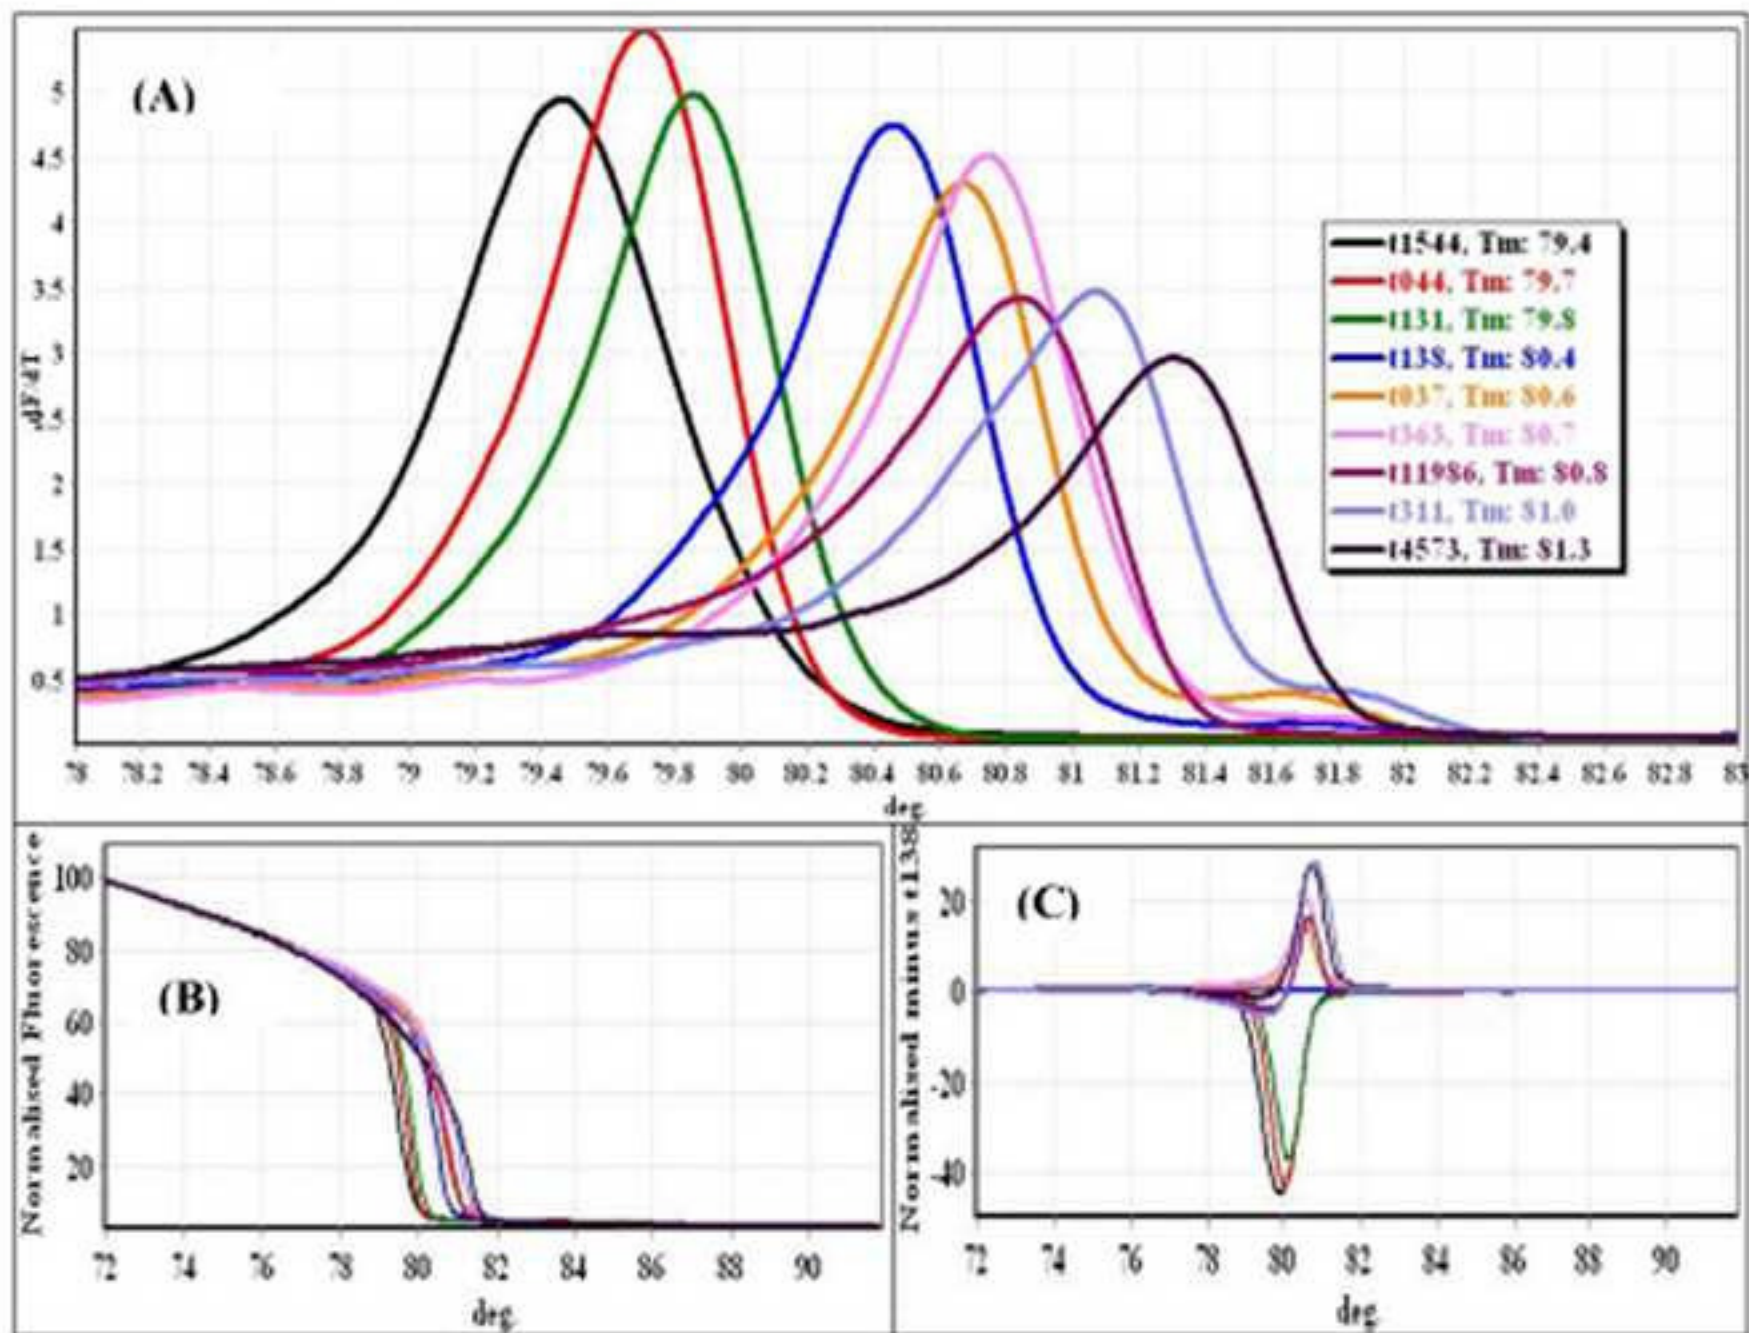 (A)
5
4.5
4
3.5
3
2.5
2
1.5
1
0.5
dF/dT
78 78.2 78.4 78.6 78.8 79 79.2 79.4 79.6 79.8 80 80.2 80.4 80.6 80.8 81 81.2 81.4 81.6 81.8 82 82.2 82.4 82.6 82.8 83
deg.
t1544, Tm: 79.4
t044, Tm: 79.7
t131, Tm: 79.8
t138, Tm: 80.4
t037, Tm: 80.6
Tm: 80.7
t11986, Tm: 80.8
t311, Tm: 81.0
t4573, Tm: 81.3
(B)
Normalised Fluorescence
100
80
60
40
20
72 74 76 78 80 82 84 86 88 90
deg.
(C)
Normalised minus t138
20
0
-20
-40
72 74 76 78 80 82 84 86 88 90
deg.